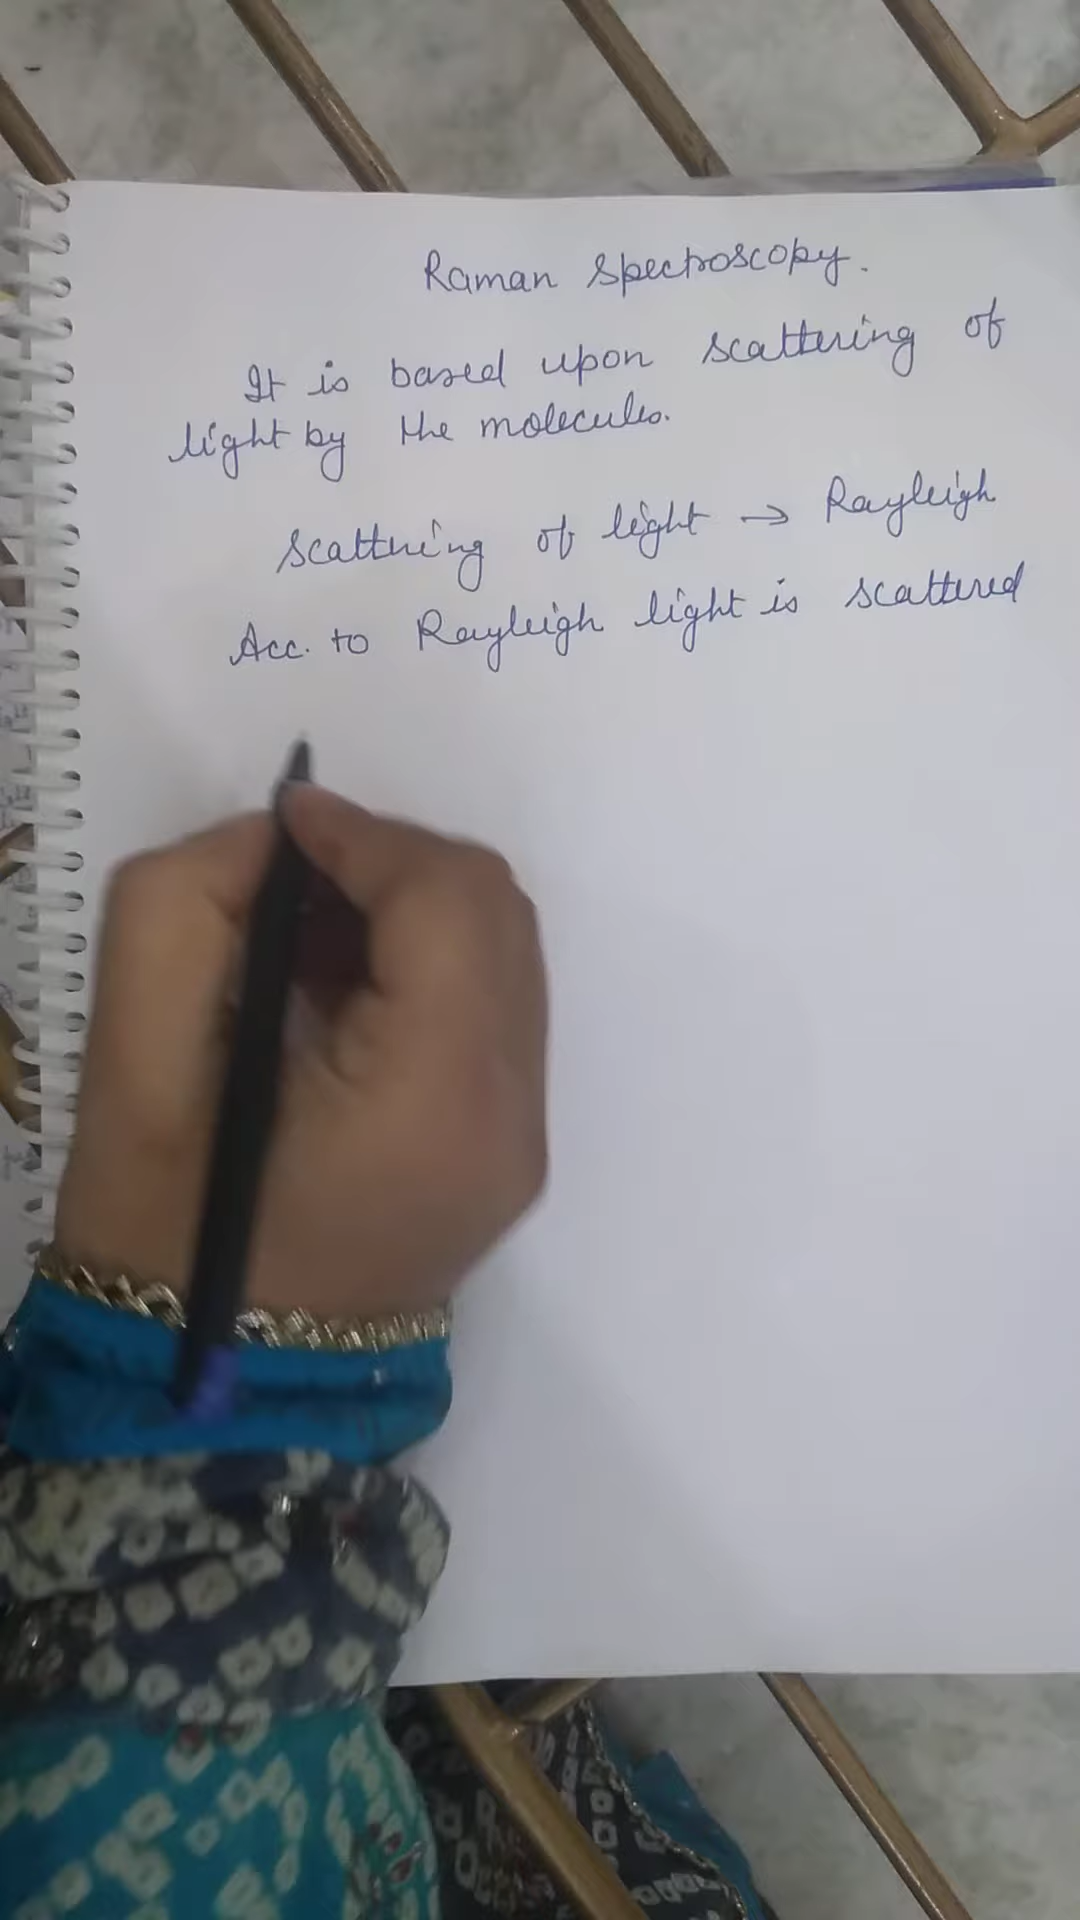 Raman Spectroscopy.
It is based upon scattering of
light by the molecules.
Scattering of light → Rayleigh
Acc. to Rayleigh light is scattered